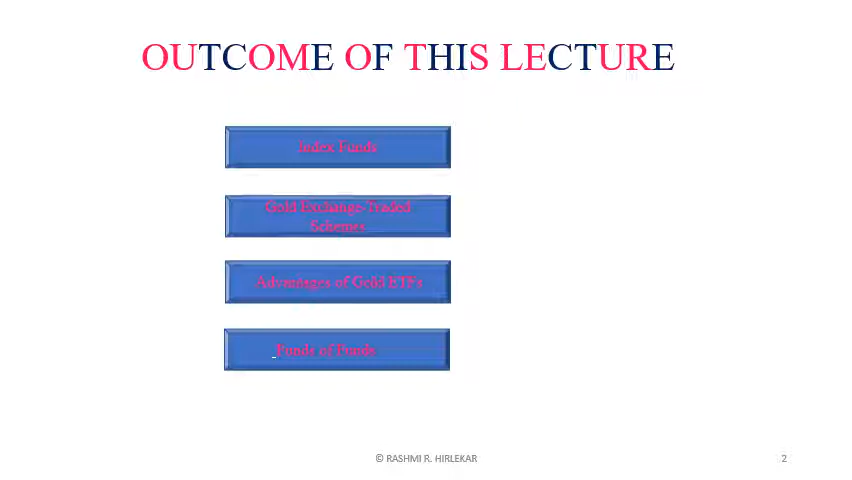 OUTCOME OF THIS LECTURE
Index Funds
Gold Exchange-Traded
Schemes
Advantages of Gold ETFs
Funds of Funds
© RASHMI R. HIRLEKAR
2